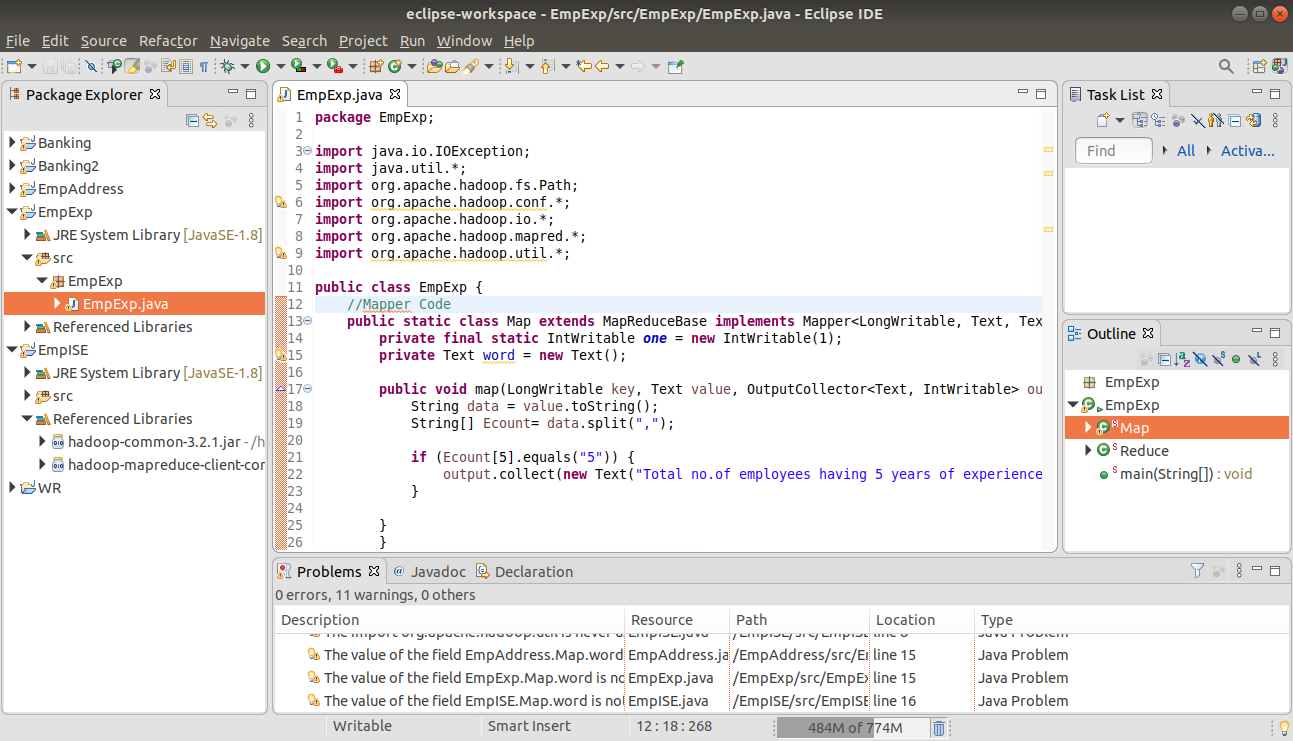 eclipse-workspace - EmpExp/src/EmpExp/EmpExp.java - Eclipse IDE
File Edit Source Refactor Navigate Search Project Run Window Help
Package Explorer
Banking
Banking2
EmpAddress
EmpExp
JRE System Library [JavaSE-1.8]
src
EmpExp
EmpExp.java
Referenced Libraries
EmpISE
JRE System Library [JavaSE-1.8]
src
Referenced Libraries
hadoop-common-3.2.1.jar - /h
hadoop-mapreduce-client-cor
WR
EmpExp.java
1 package EmpExp;
2
3 import java.io.IOException;
4 import java.util.*;
5 import org.apache.hadoop.fs.Path;
6 import org.apache.hadoop.conf.*;
7 import org.apache.hadoop.io.*;
8 import org.apache.hadoop.mapred.*;
9 import org.apache.hadoop.util.*;
10
11 public class EmpExp {
12 //Mapper Code
13 public static class Map extends MapReduceBase implements Mapper<LongWritable, Text, Tex
14 private final static IntWritable one = new IntWritable(1);
15 private Text word = new Text();
16
17 public void map(LongWritable key, Text value, OutputCollector<Text, IntWritable> ou
18 String data = value.toString();
19 String[] Ecount= data.split(",");
20
21 if (Ecount[5].equals("5")) {
22 output.collect(new Text("Total no.of employees having 5 years of experience
23 }
24
25 }
26 }
Task List
Find All Activa...
Outline
EmpExp
EmpExp
Map
Reduce
main(String[]) : void
Problems Javadoc Declaration
0 errors, 11 warnings, 0 others
Description Resource Path Location Type
The import org.apache.hadoop.util is never u EmpISE.java /EmpISE/src/EmpISE line 8 Java Problem
The value of the field EmpAddress.Map.word EmpAddress.ja /EmpAddress/src/Er line 15 Java Problem
The value of the field EmpExp.Map.word is no EmpExp.java /EmpExp/src/EmpEx line 15 Java Problem
The value of the field EmpISE.Map.word is not EmpISE.java /EmpISE/src/EmpISE line 16 Java Problem
Writable Smart Insert 12 : 18 : 268 484M of 774M